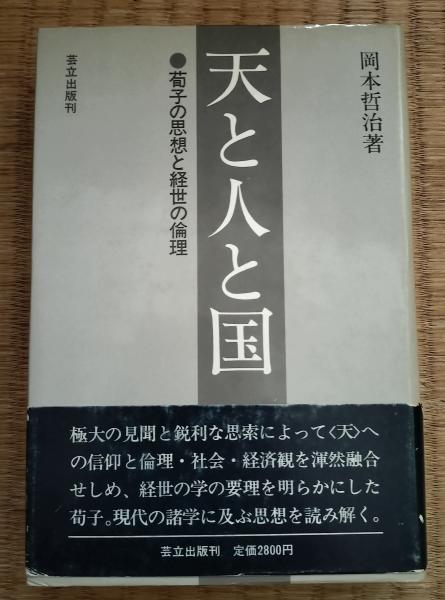 岡本哲治著
天と人と国
●荀子の思想と経世の倫理
芸立出版刊
極大の見聞と鋭利な思索によって〈天〉へ
の信仰と倫理・社会・経済観を渾然融合
せしめ、経世の学の要理を明らかにした
荀子。現代の諸学に及ぶ思想を読み解く。
芸立出版刊 定価2800円